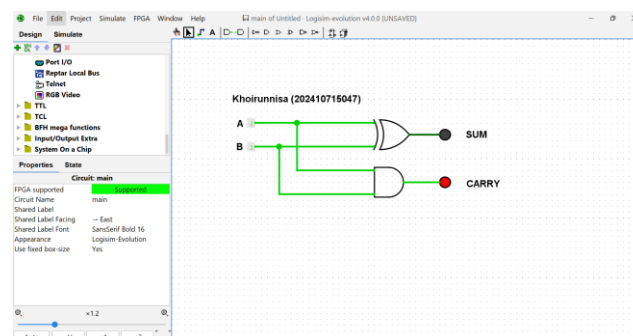 File Edit Project Simulate FPGA Window Help
main of Untitled - Logisim-evolution v4.0.0 [UNSAVED]
Design Simulate
A
Port I/O
Reptar Local Bus
Telnet
RGB Video
TTL
TCL
BFH mega functions
Input/Output Extra
System On a Chip
Properties State
Circuit: main
FPGA supported Supported
Circuit Name main
Shared Label
Shared Label Facing East
Shared Label Font SansSerif Bold 16
Appearance Logisim-Evolution
Use fixed box-size Yes
×1.2
Khoirunnisa (202410715047)
A
SUM
B
CARRY